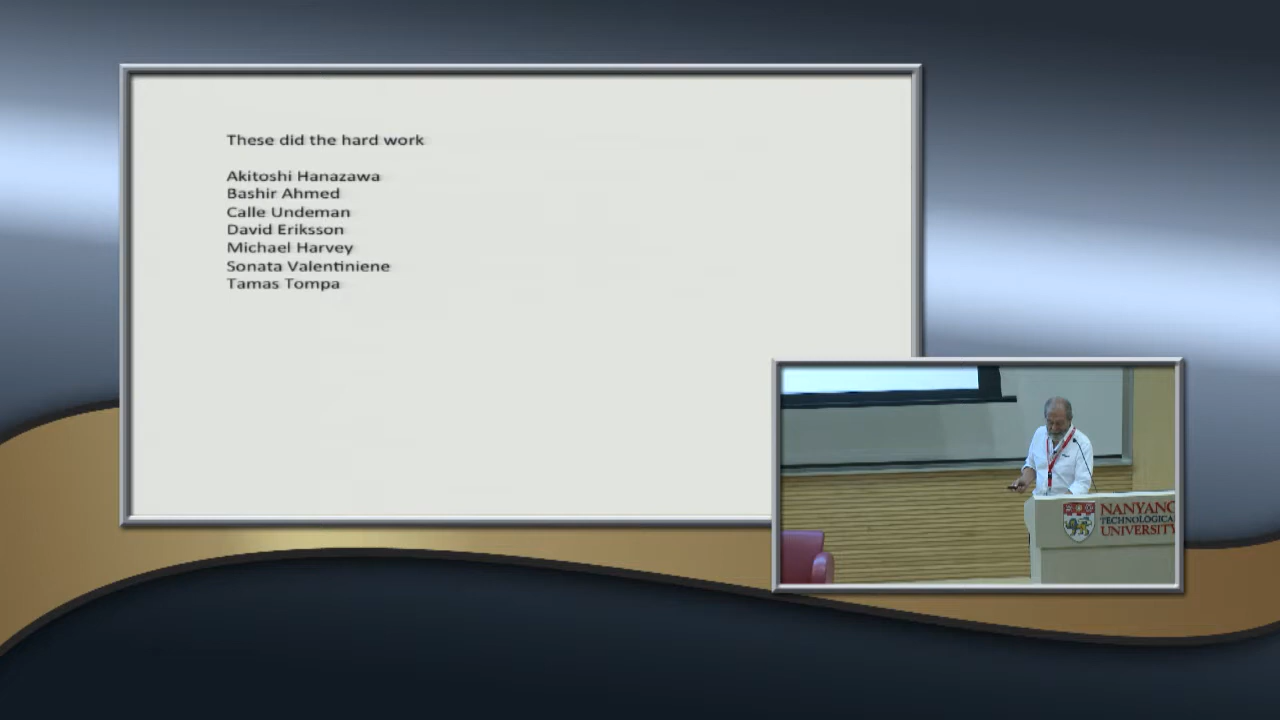 These did the hard work
Akitoshi Hanazawa
Bashir Ahmed
Calle Undeman
David Eriksson
Michael Harvey
Sonata Valentiniene
Tamas Tompa
NANYANG
TECHNOLOGICAL
UNIVERSITY